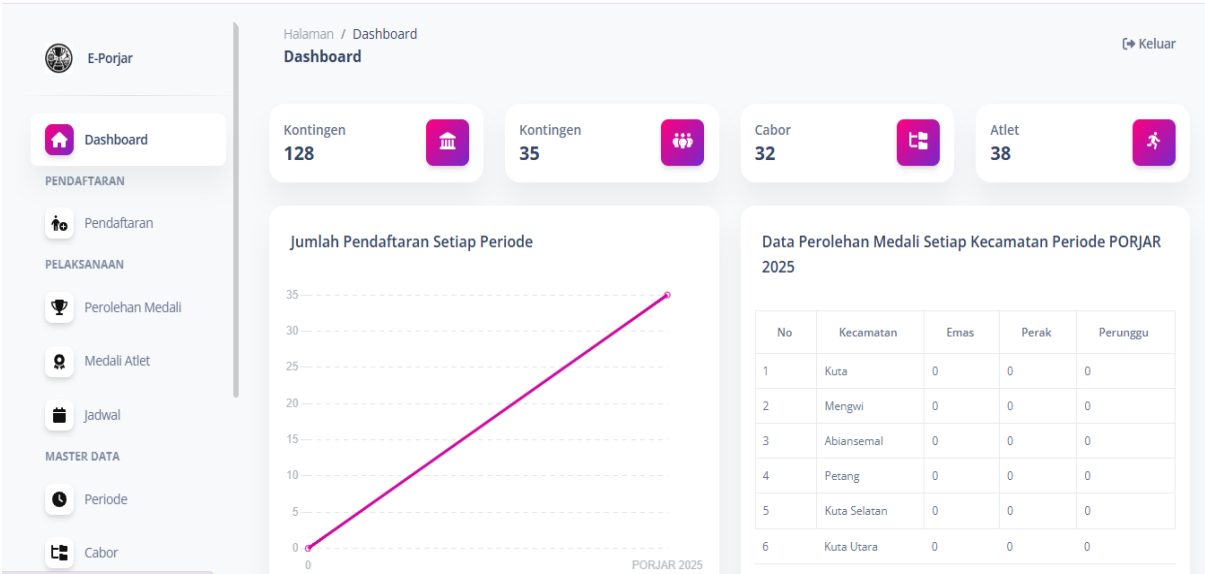 E-Porjar
Dashboard
PENDAFTARAN
Pendaftaran
PELAKSANAAN
Perolehan Medali
Medali Atlet
Jadwal
MASTER DATA
Periode
Cabor
Halaman / Dashboard
Dashboard
Keluar
Kontingen
128
Kontingen
35
Cabor
32
Atlet
38
Jumlah Pendaftaran Setiap Periode
35
30
25
20
15
10
5
0
0 PORJAR 2025
Data Perolehan Medali Setiap Kecamatan Periode PORJAR
2025
No Kecamatan Emas Perak Perunggu
1 Kuta 0 0 0
2 Mengwi 0 0 0
3 Abiansemal 0 0 0
4 Petang 0 0 0
5 Kuta Selatan 0 0 0
6 Kuta Utara 0 0 0